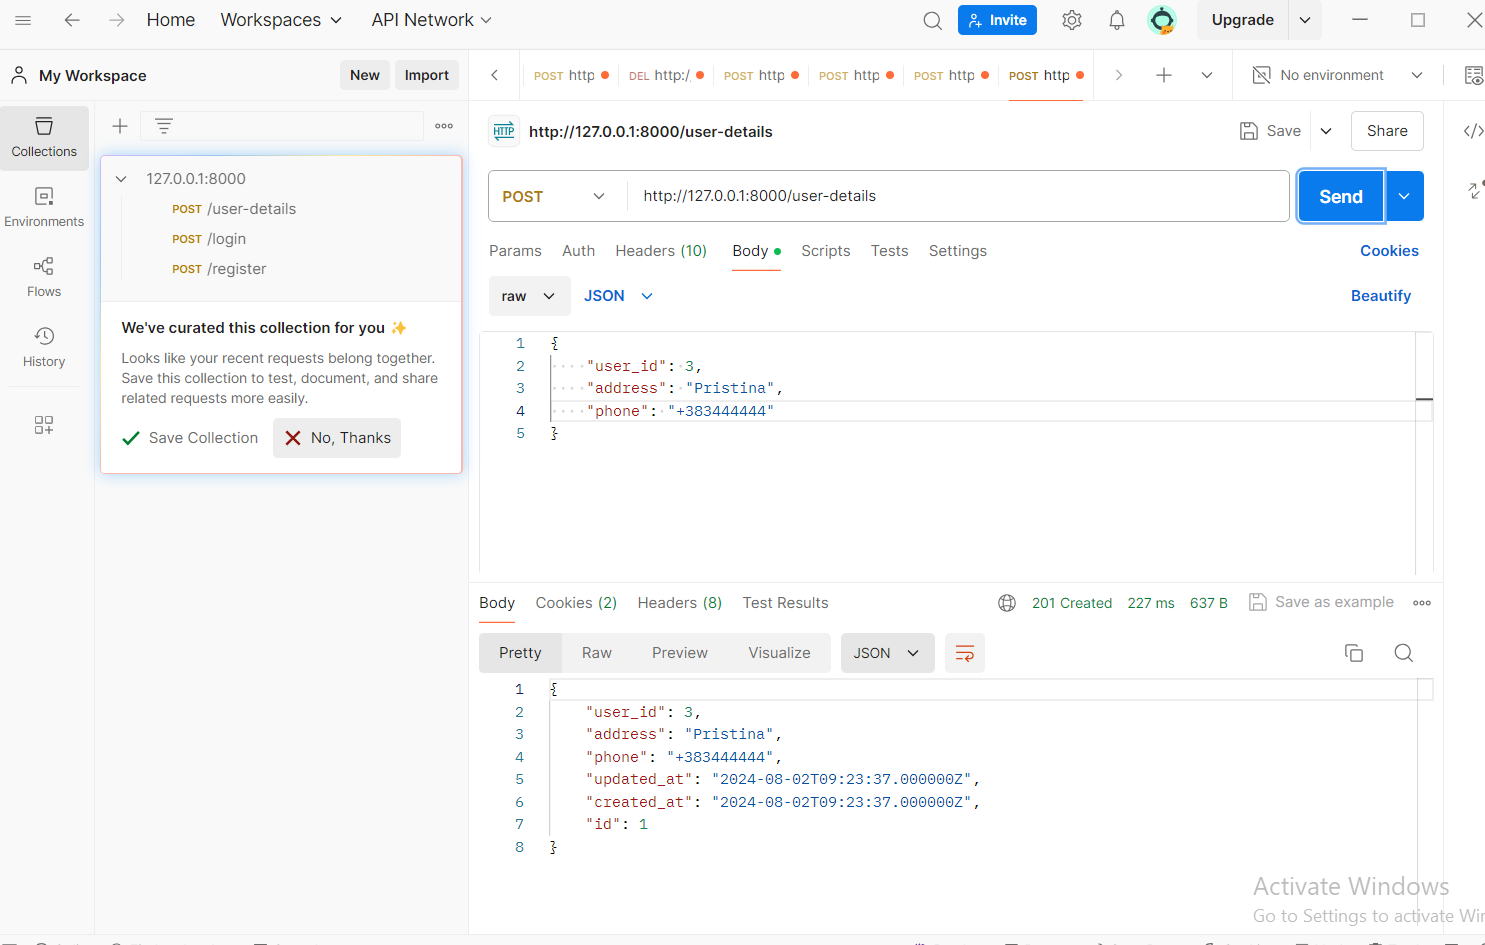 Home Workspaces API Network Invite Upgrade
My Workspace New Import POST http DEL http:/ POST http POST http POST http POST http No environment
Collections
Environments
Flows
History
127.0.0.1:8000
POST /user-details
POST /login
POST /register
We've curated this collection for you ✨
Looks like your recent requests belong together.
Save this collection to test, document, and share
related requests more easily.
Save Collection No, Thanks
HTTP http://127.0.0.1:8000/user-details Save Share
POST http://127.0.0.1:8000/user-details Send
Params Auth Headers (10) Body Scripts Tests Settings Cookies
raw JSON Beautify
1 {
2 "user_id": 3,
3 "address": "Pristina",
4 "phone": "+383444444"
5 }
Body Cookies (2) Headers (8) Test Results 201 Created 227 ms 637 B Save as example
Pretty Raw Preview Visualize JSON
1 {
2 "user_id": 3,
3 "address": "Pristina",
4 "phone": "+383444444",
5 "updated_at": "2024-08-02T09:23:37.000000Z",
6 "created_at": "2024-08-02T09:23:37.000000Z",
7 "id": 1
8 }
Activate Windows
Go to Settings to activate Wi